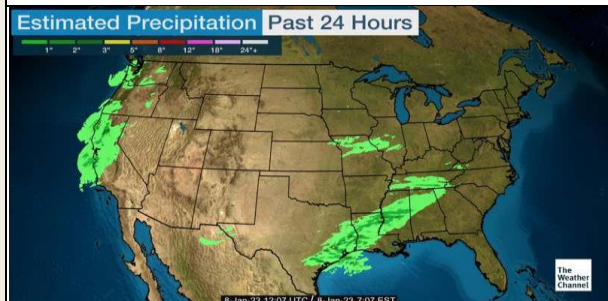 Estimated Precipitation Past 24 Hours
1" 2" 3" 5" 8" 12" 18" 24"+
The
Weather
Channel
8-Jan-23 12:07 UTC / 8-Jan-23 7:07 EST